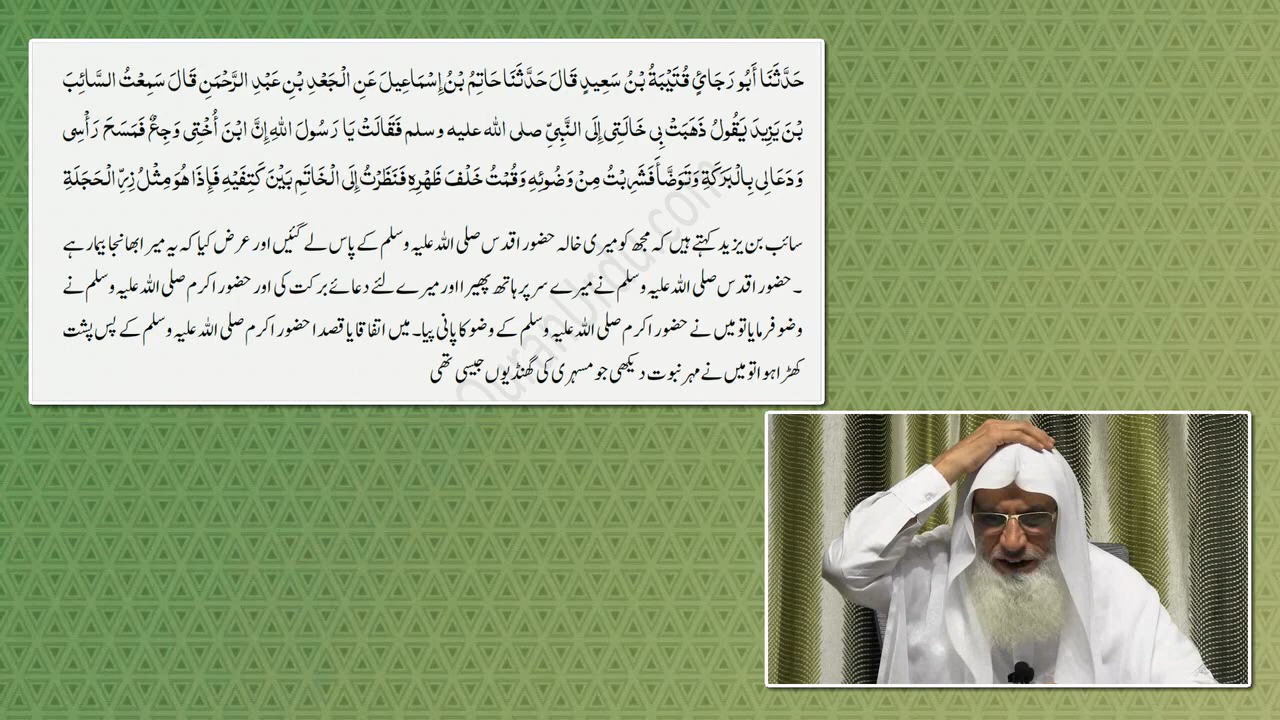 حَدَّثَنَا أَبُو رَجَائٍ قُتَيْبَةُ بْنُ سَعِيدٍ قَالَ حَدَّثَنَا حَاتِمُ بْنُ إِسْمَاعِيلَ عَنِ الْجَعْدِ بْنِ عَبْدِ الرَّحْمَنِ قَالَ سَمِعْتُ السَّائِبَ
بْنَ يَزِيدَ يَقُولُ ذَهَبَتْ بِي خَالَتِي إِلَى النَّبِيِّ صلى الله عليه وسلم فَقَالَتْ يَا رَسُولَ اللهِ إِنَّ ابْنَ أُخْتِي وَجِعٌ فَمَسَحَ رَأْسِي
وَدَعَا لِي بِالْبَرَكَةِ وَتَوَضَّأَ فَشَرِبْتُ مِنْ وَضُوئِهِ وَقُمْتُ خَلْفَ ظَهْرِهِ فَنَظَرْتُ إِلَى الْخَاتَمِ بَيْنَ كَتِفَيْهِ فَإِذَا هُوَ مِثْلُ زِرِّ الْحَجَلَةِ
سائب بن یزید کہتے ہیں کہ مجھ کو میری خالہ حضور اقدس صلی اللہ علیہ وسلم کے پاس لے گئیں اور عرض کیا کہ یہ میرا بھانجا بیمار ہے
۔ حضور اقدس صلی اللہ علیہ وسلم نے میرے سر پر ہاتھ پھیرا اور میرے لئے دعائے برکت کی اور حضور اکرم صلی اللہ علیہ وسلم نے
وضو فرمایا تو میں نے حضور اکرم صلی اللہ علیہ وسلم کے وضو کا پانی پیا۔ میں اتفاقا یا قصدا حضور اکرم صلی اللہ علیہ وسلم کے پس پشت
کھڑا ہوا تو میں نے مہر نبوت دیکھی جو مسہری کی گھنڈیوں جیسی تھی
QuranUrdu.com